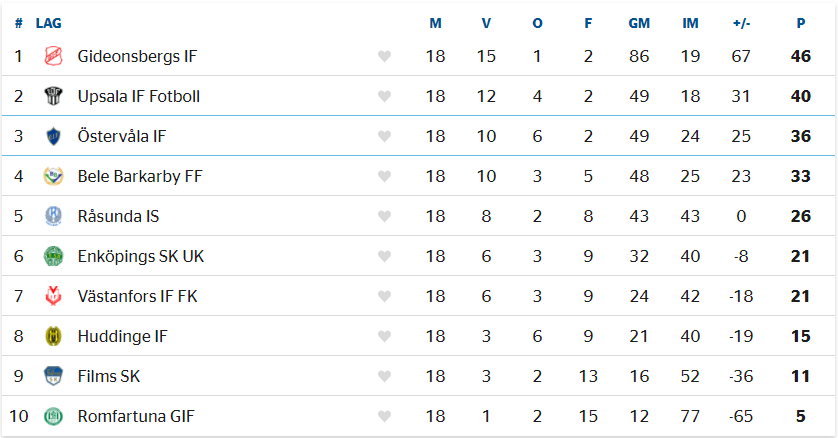 # LAG M V O F GM IM +/- P
1 Gideonsbergs IF 18 15 1 2 86 19 67 46
2 Upsala IF Fotboll 18 12 4 2 49 18 31 40
3 Östervåla IF 18 10 6 2 49 24 25 36
4 Bele Barkarby FF 18 10 3 5 48 25 23 33
5 Råsunda IS 18 8 2 8 43 43 0 26
6 Enköpings SK UK 18 6 3 9 32 40 -8 21
7 Västanfors IF FK 18 6 3 9 24 42 -18 21
8 Huddinge IF 18 3 6 9 21 40 -19 15
9 Films SK 18 3 2 13 16 52 -36 11
10 Romfartuna GIF 18 1 2 15 12 77 -65 5